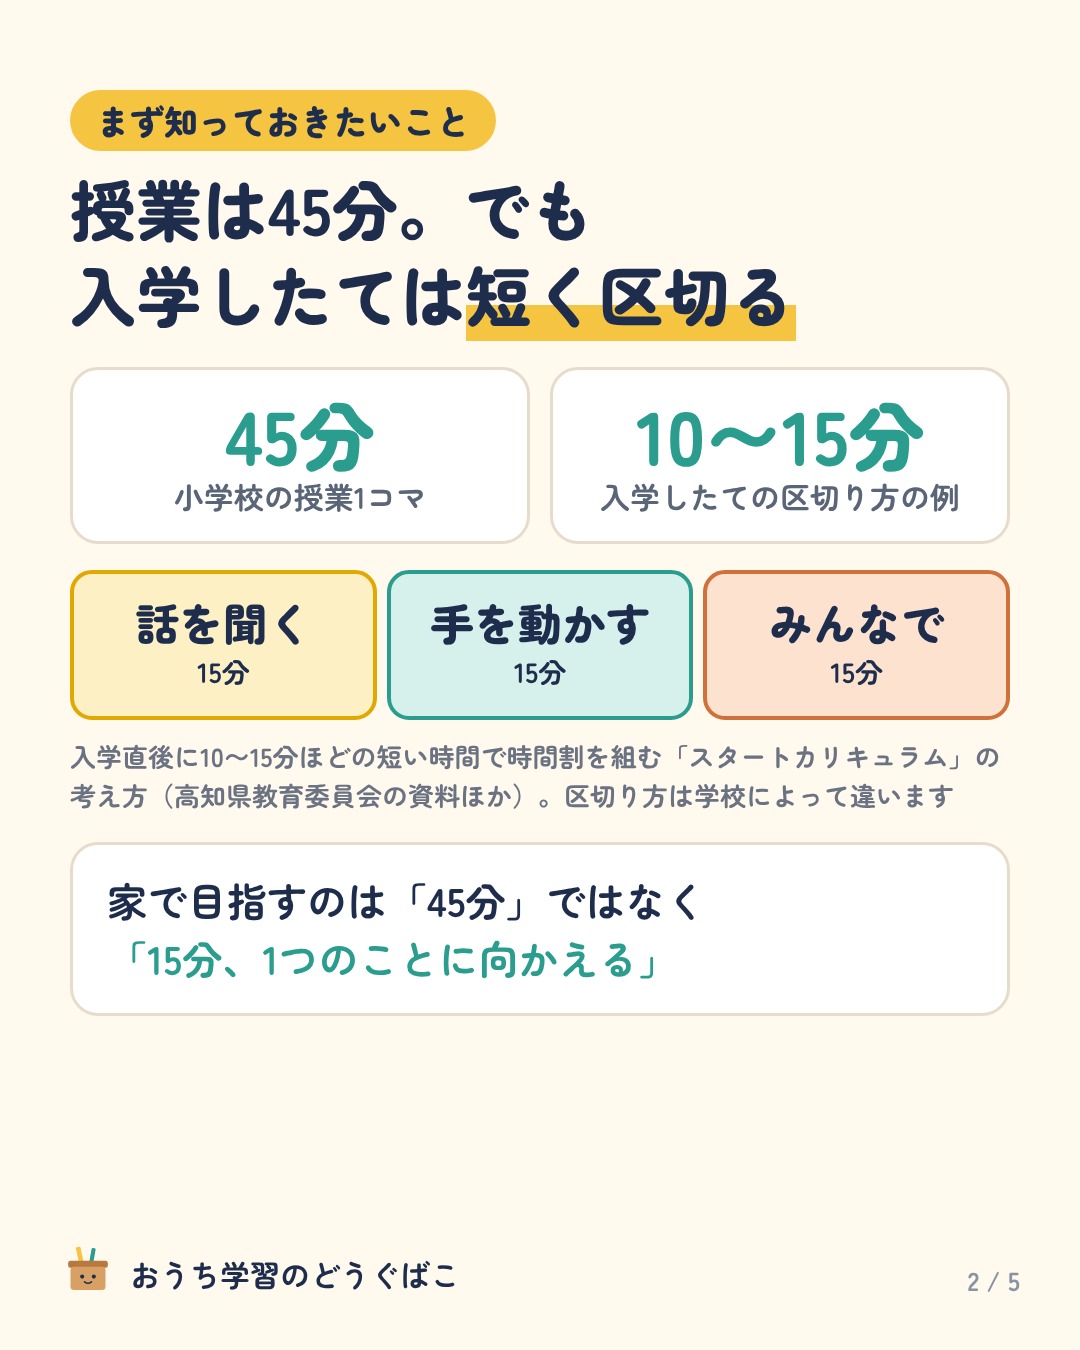 まず知っておきたいこと
授業は45分。でも
入学したては短く区切る
45分
小学校の授業1コマ
10〜15分
入学したての区切り方の例
話を聞く
15分
手を動かす
15分
みんなで
15分
入学直後に10〜15分ほどの短い時間で時間割を組む「スタートカリキュラム」の
考え方（高知県教育委員会の資料ほか）。区切り方は学校によって違います
家で目指すのは「45分」ではなく
「15分、1つのことに向かえる」
おうち学習のどうぐばこ
2 / 5